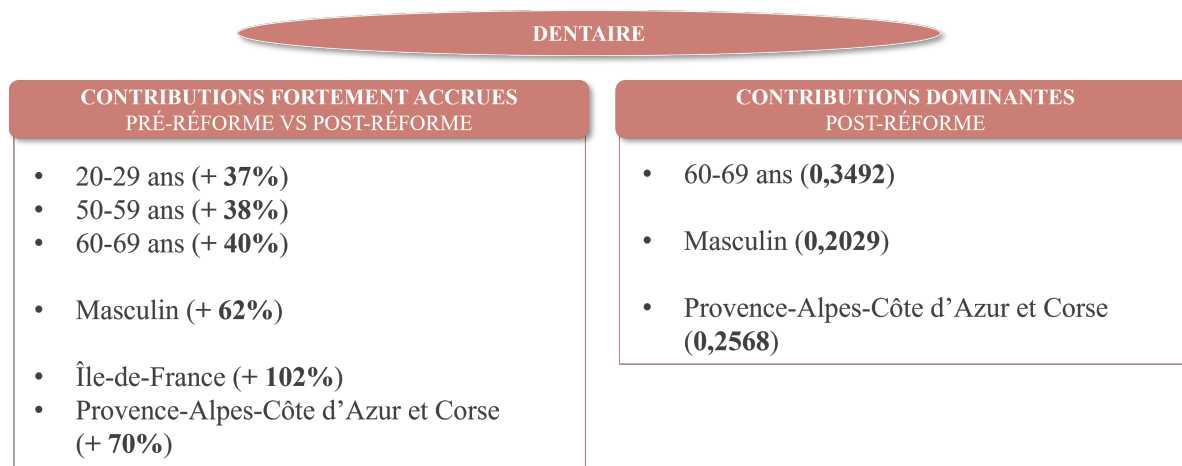 DENTAIRE
CONTRIBUTIONS FORTEMENT ACCRUES
PRÉ-RÉFORME VS POST-RÉFORME
• 20-29 ans (+ 37%)
• 50-59 ans (+ 38%)
• 60-69 ans (+ 40%)
• Masculin (+ 62%)
• Île-de-France (+ 102%)
• Provence-Alpes-Côte d’Azur et Corse
(+ 70%)
CONTRIBUTIONS DOMINANTES
POST-RÉFORME
• 60-69 ans (0,3492)
• Masculin (0,2029)
• Provence-Alpes-Côte d’Azur et Corse
(0,2568)